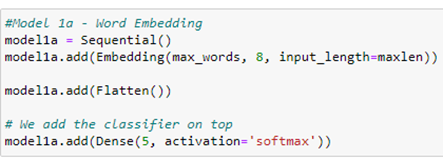 #Model 1a - Word Embedding
model1a = Sequential()
model1a.add(Embedding(max_words, 8, input_length=maxlen))
model1a.add(Flatten())
# We add the classifier on top
model1a.add(Dense(5, activation='softmax'))